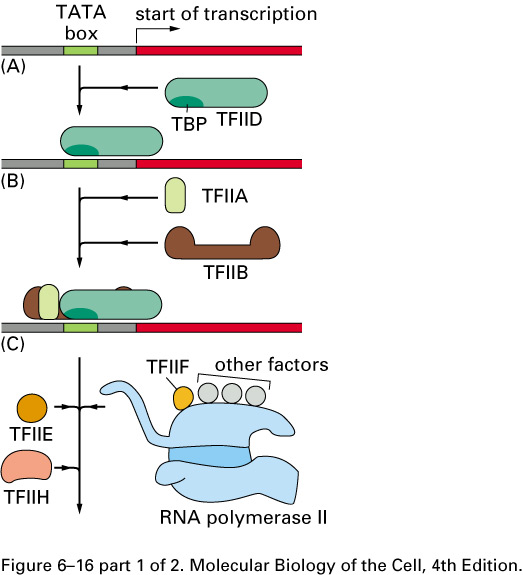 TATA
box
start of transcription
(A)
TBP
TFIID
(B)
TFIIA
TFIIB
(C)
TFIIF
other factors
TFIIE
TFIIH
RNA polymerase II
Figure 6–16 part 1 of 2. Molecular Biology of the Cell, 4th Edition.